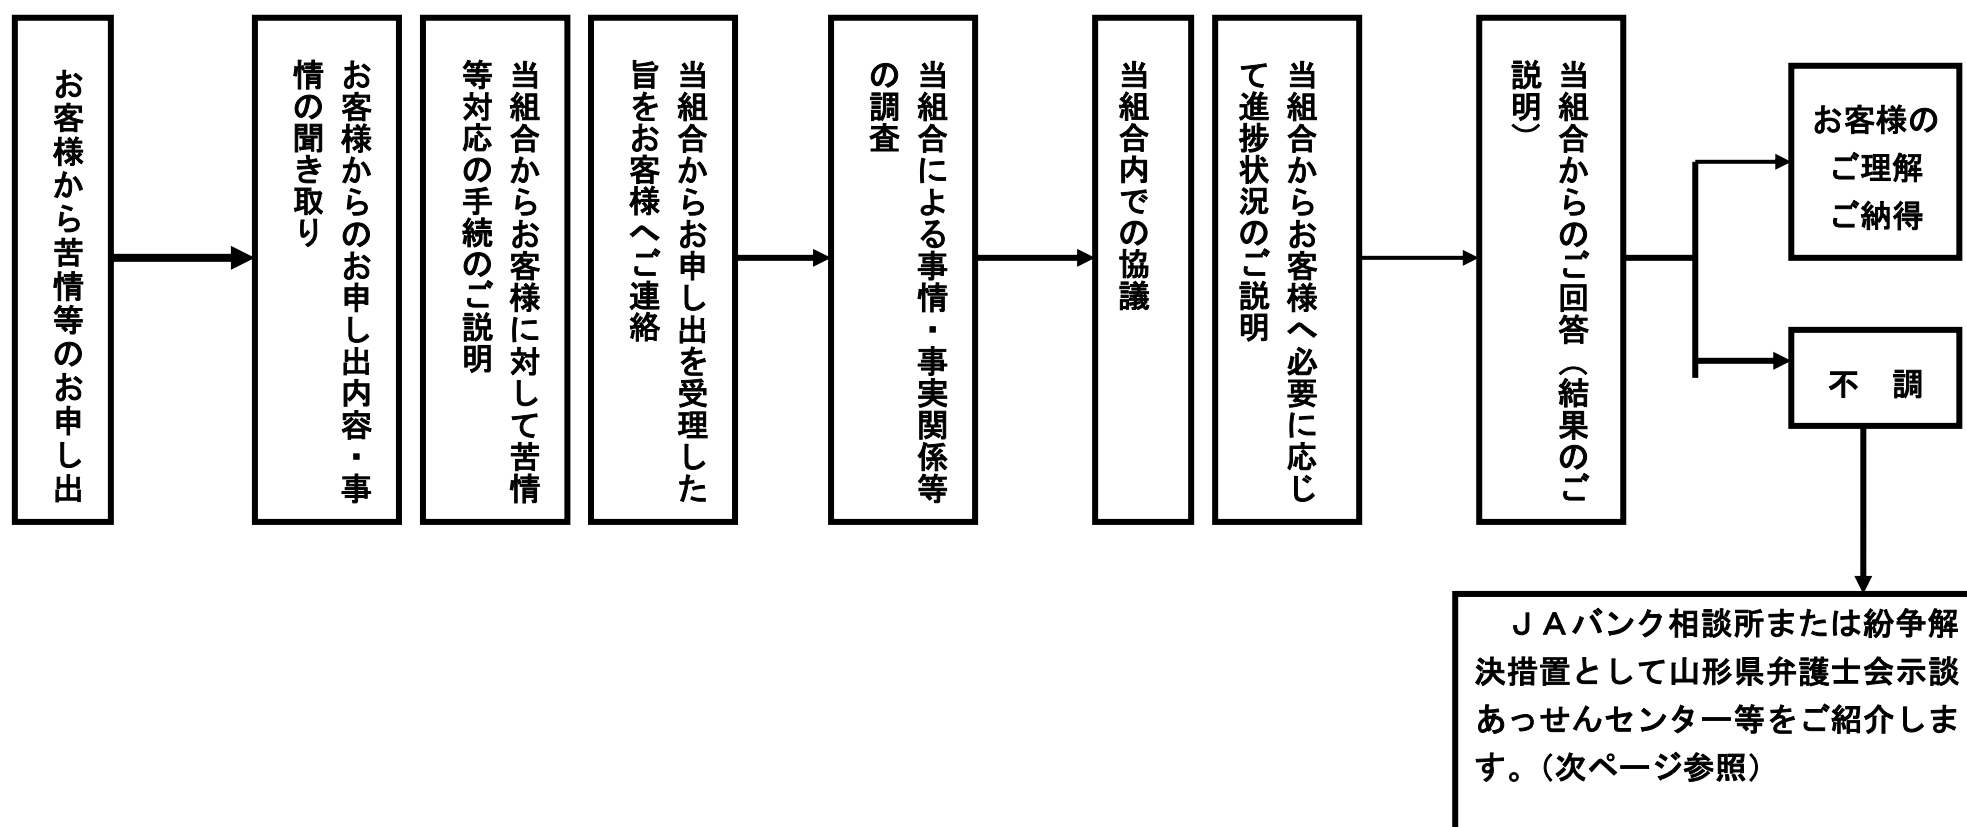 お客様から苦情等のお申し出
お客様からのお申し出内容・事
情の聞き取り
当組合からお客様に対して苦情
等対応の手続のご説明
当組合からお申し出を受理した
旨をお客様へご連絡
当組合による事情・事実関係等
の調査
当組合内での協議
当組合からお客様へ必要に応じ
て進捗状況のご説明
当組合からのご回答（結果のご
説明）
お客様の
ご理解
ご納得
不　調
ＪＡバンク相談所または紛争解
決措置として山形県弁護士会示談
あっせんセンター等をご紹介しま
す。（次ページ参照）